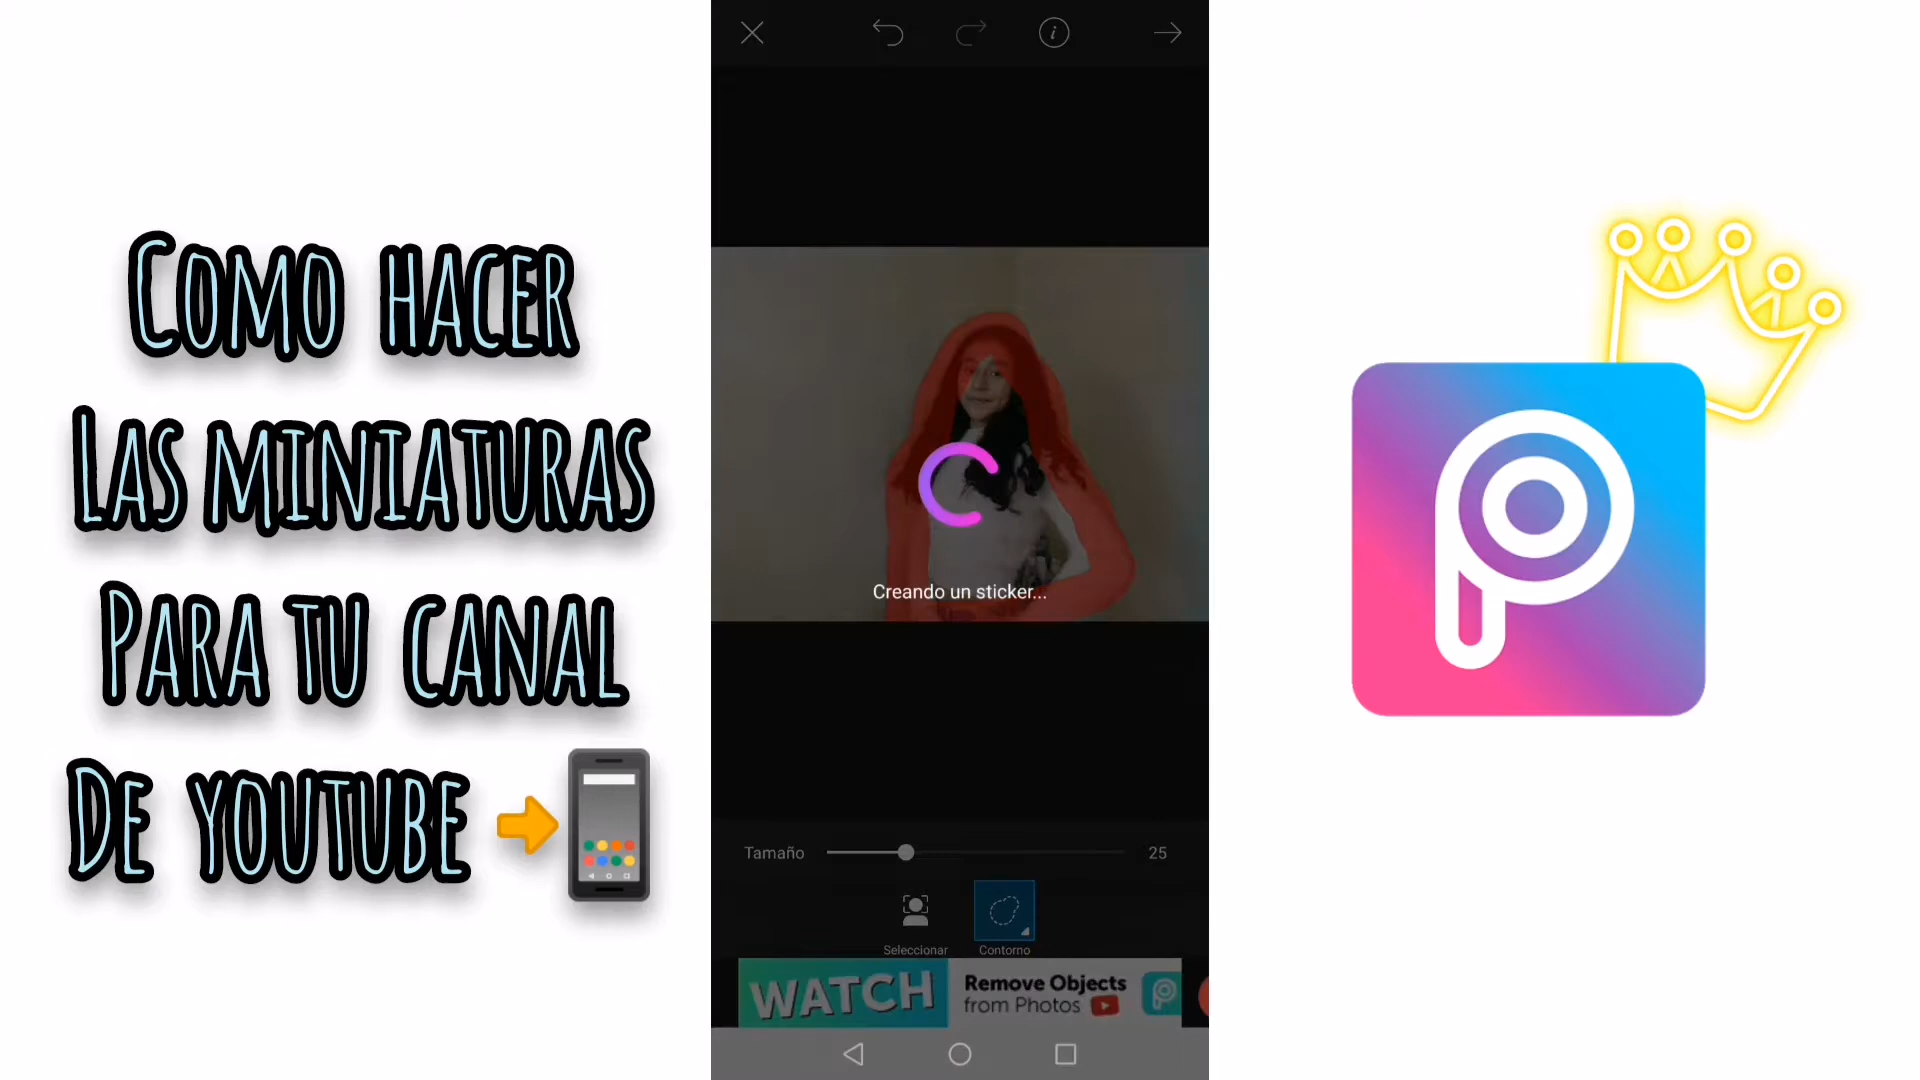 Como hacer
Las miniaturas
Para tu canal
De youtube
Creando un sticker...
Tamaño
25
Seleccionar
Contorno
WATCH
Remove Objects
from Photos